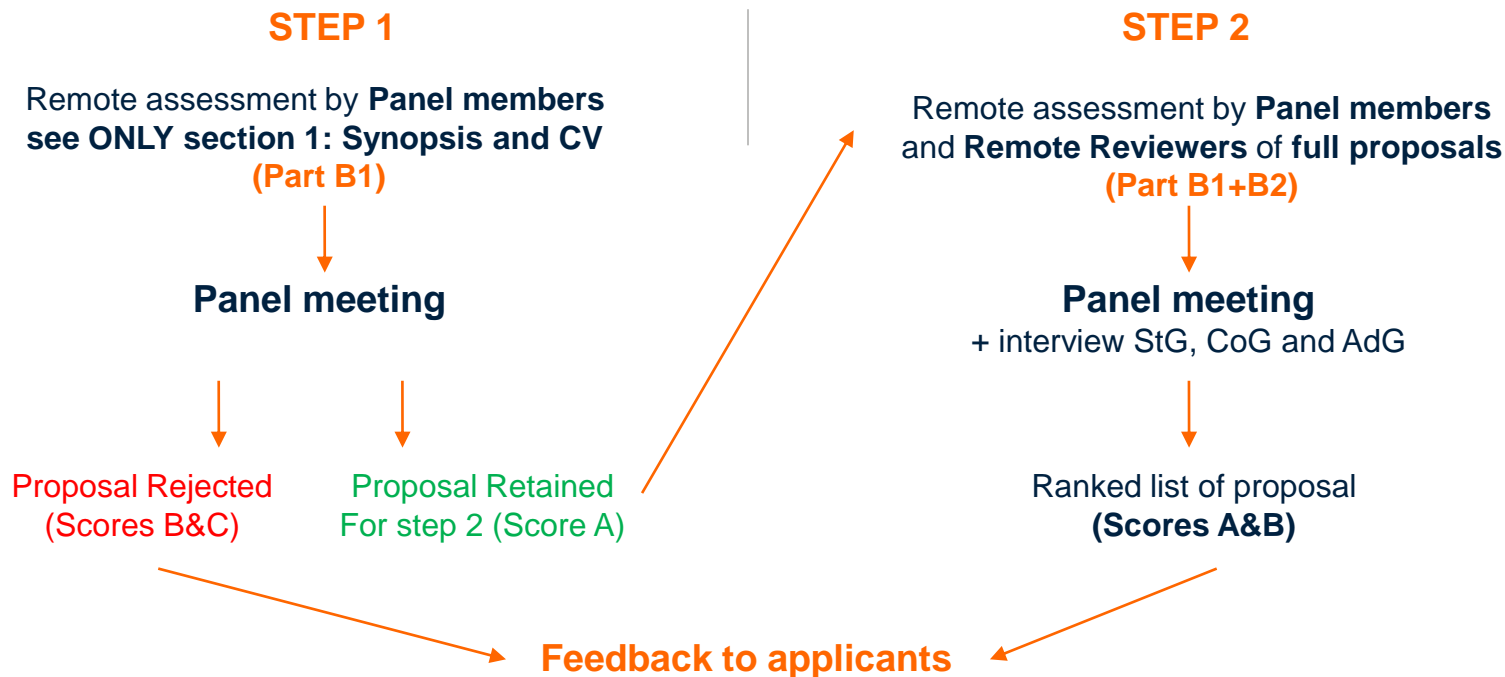 STEP 1
Remote assessment by Panel members
see ONLY section 1: Synopsis and CV
(Part B1)
Panel meeting
Proposal Rejected
(Scores B&C)
Proposal Retained
For step 2 (Score A)
STEP 2
Remote assessment by Panel members
and Remote Reviewers of full proposals
(Part B1+B2)
Panel meeting
+ interview StG, CoG and AdG
Ranked list of proposal
(Scores A&B)
Feedback to applicants